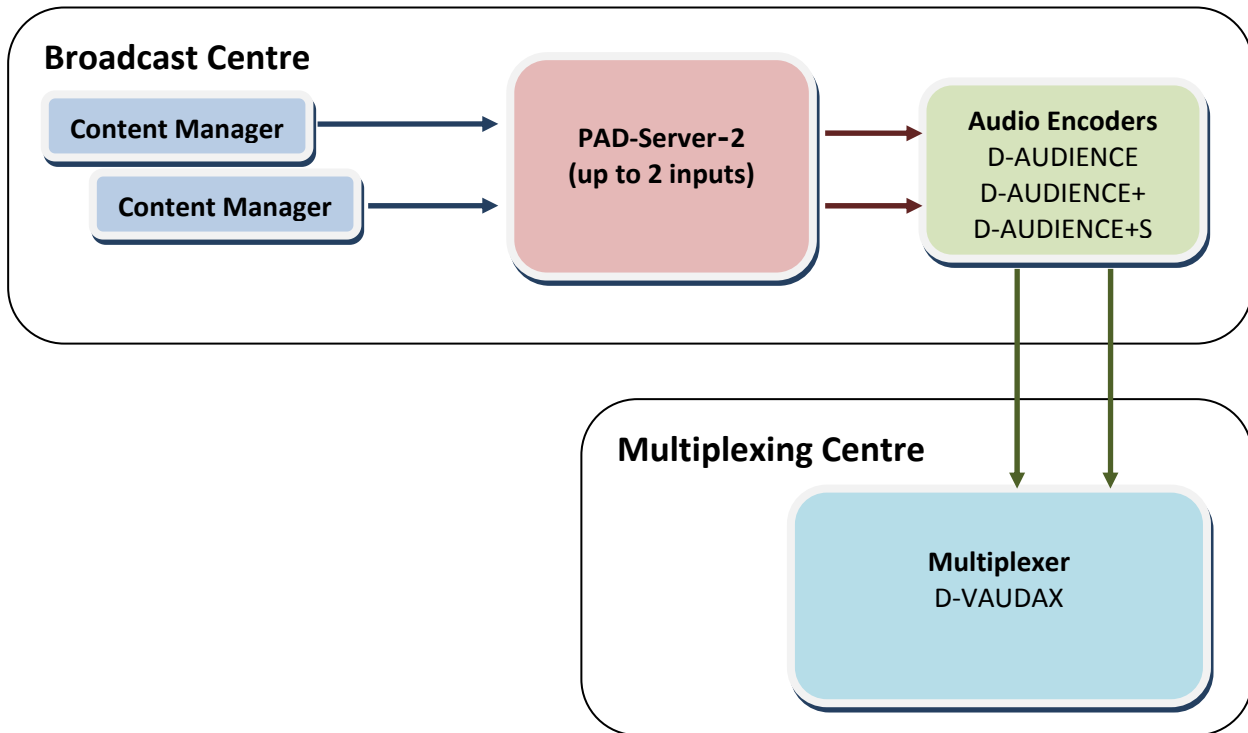 Broadcast Centre
Content Manager
Content Manager
PAD-Server-2
(up to 2 inputs)
Audio Encoders
D-AUDIENCE
D-AUDIENCE+
D-AUDIENCE+S
Multiplexing Centre
Multiplexer
D-VAUDAX